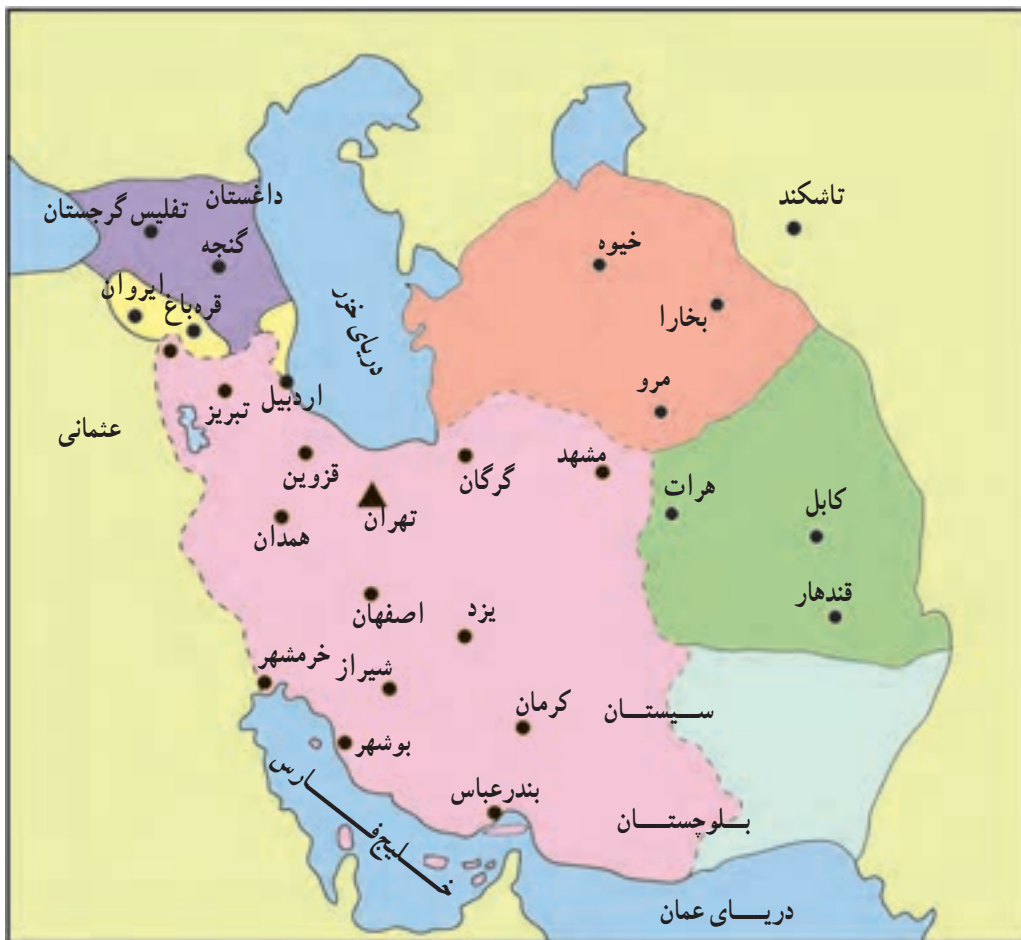 داغستان
تاشکند
تفلیس گرجستان
گنجه
خیوه
ایروان
قره‌باغ
بخارا
دریای خزر
مرو
اردبیل
تبریز
عثمانی
مشهد
گرگان
قزوین
هرات
کابل
تهران
همدان
قندهار
یزد
اصفهان
خرمشهر
شیراز
کرمان
سیستان
بوشهر
بندرعباس
بلوچستان
خلیج فارس
دریای عمان